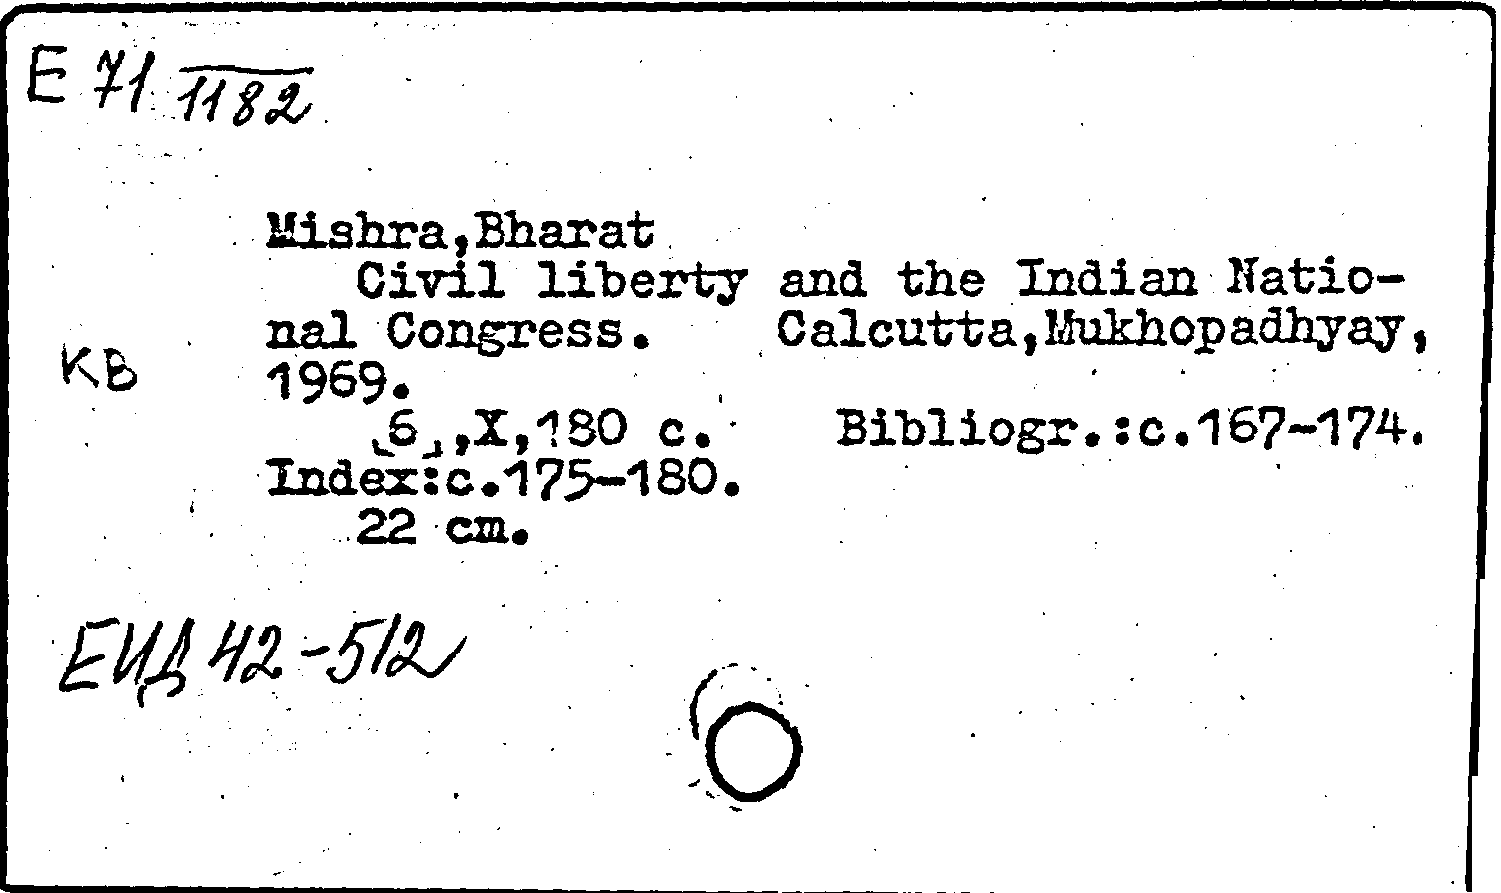 E 71 1182
Mishra,Bharat
Civil liberty and the Indian Natio-
nal Congress. Calcutta,Mukhopadhyay,
КВ
1969.
[6],X,180 с. Bibliogr.:с.167-174.
Index:с.175-180.
22 cm.
ЕИД 42-512